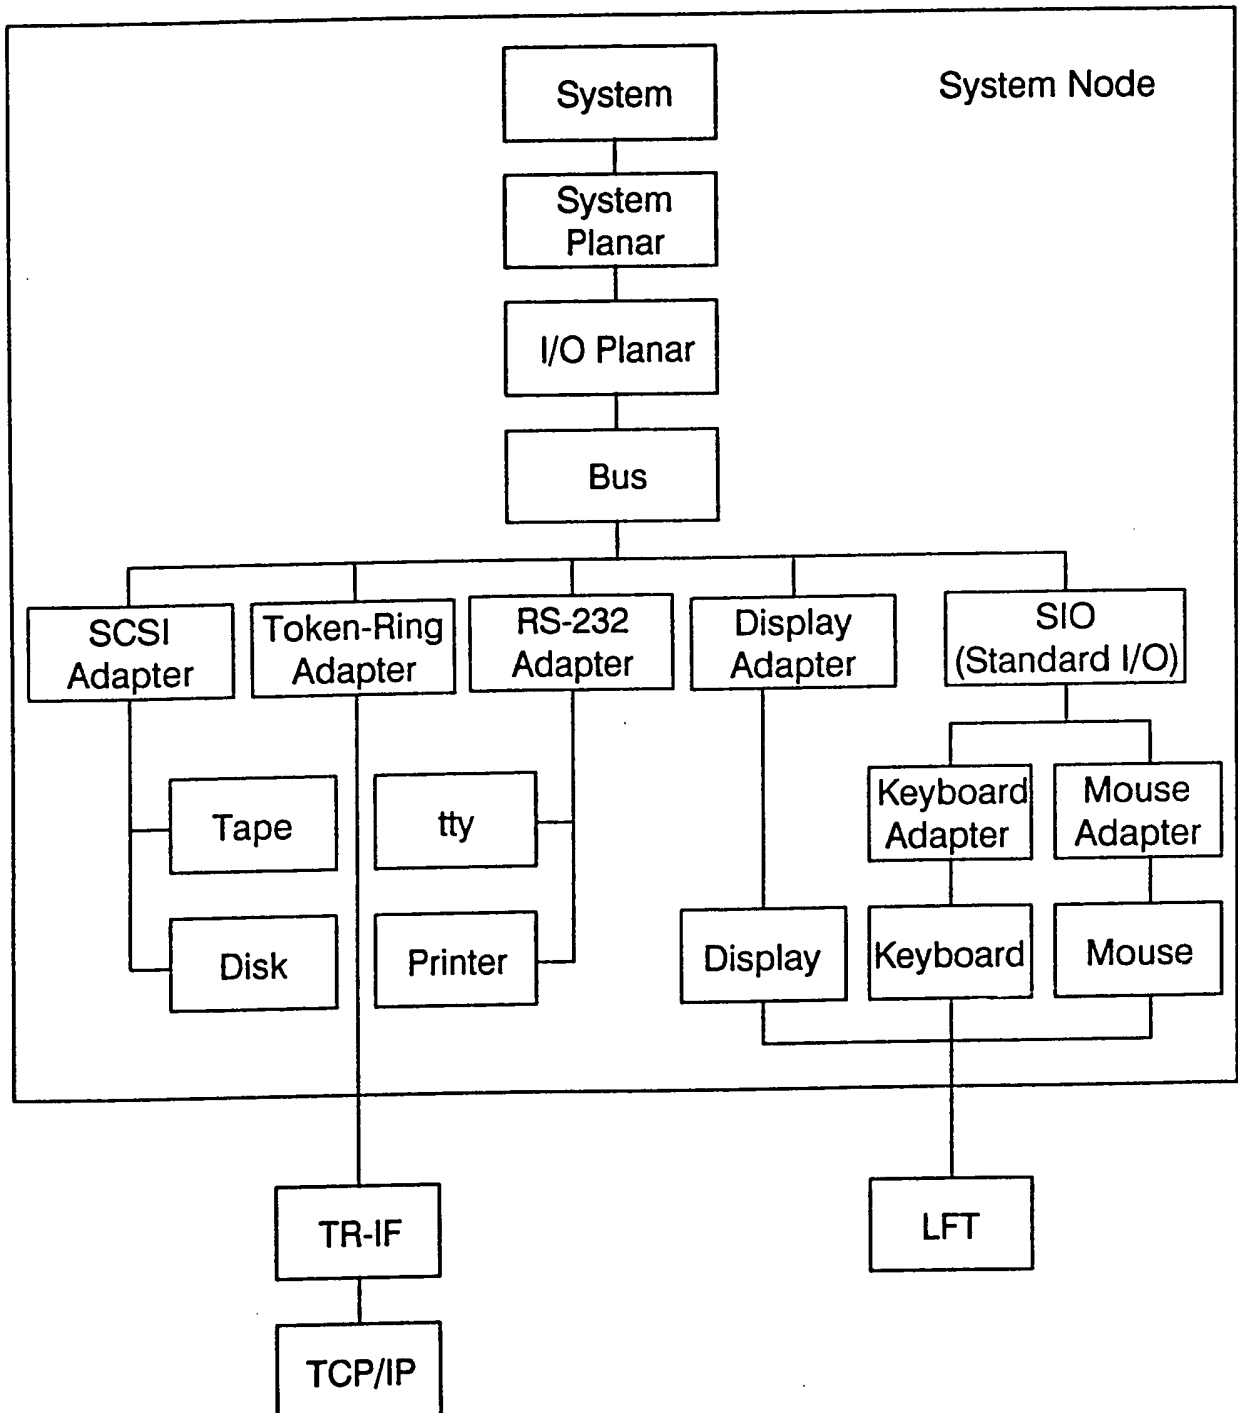 System
System Node
System
Planar
I/O Planar
Bus
SCSI
Adapter
Token-Ring
Adapter
RS-232
Adapter
Display
Adapter
SIO
(Standard I/O)
Keyboard
Adapter
Mouse
Adapter
Tape
tty
Disk
Printer
Display
Keyboard
Mouse
TR-IF
LFT
TCP/IP